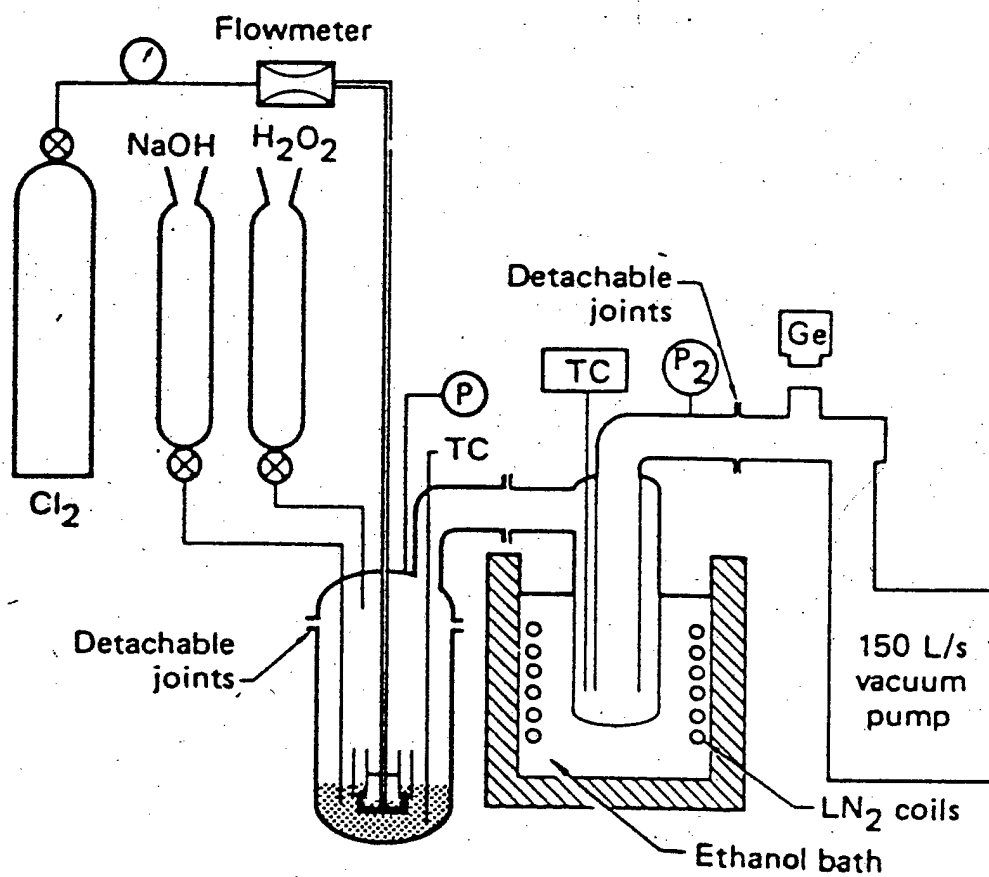 Flowmeter
NaOH
H₂O₂
Detachable
joints
Ge
TC
P₂
P
TC
Cl₂
Detachable
joints
150 L/s
vacuum
pump
LN₂ coils
Ethanol bath